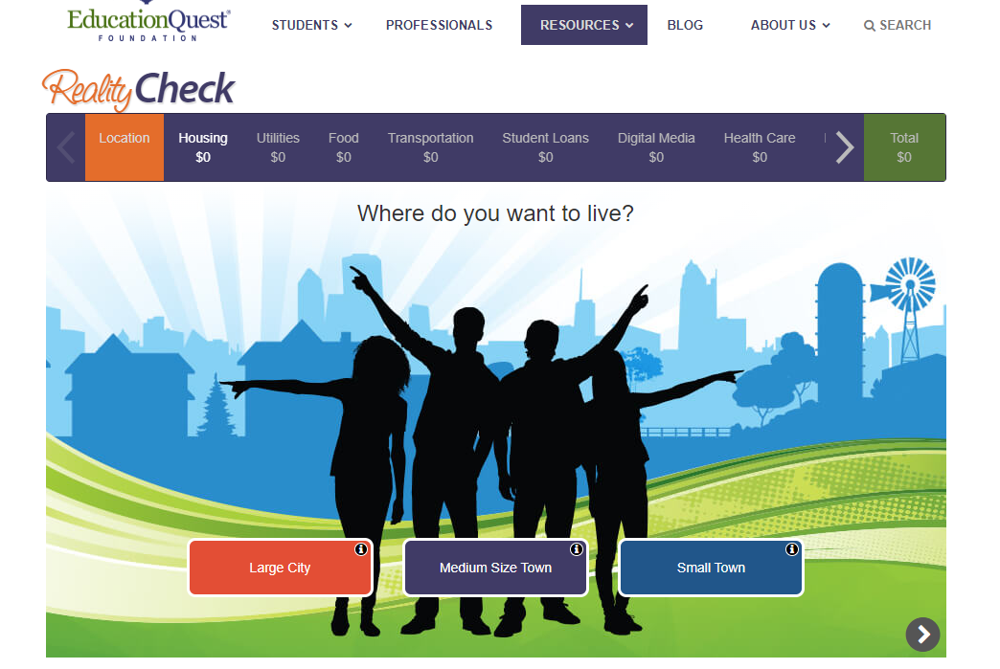 EducationQuest®
FOUNDATION
STUDENTS PROFESSIONALS RESOURCES BLOG ABOUT US SEARCH
Reality Check
Location Housing Utilities Food Transportation Student Loans Digital Media Health Care Total
$0 $0 $0 $0 $0 $0 $0 $0
Where do you want to live?
Large City Medium Size Town Small Town